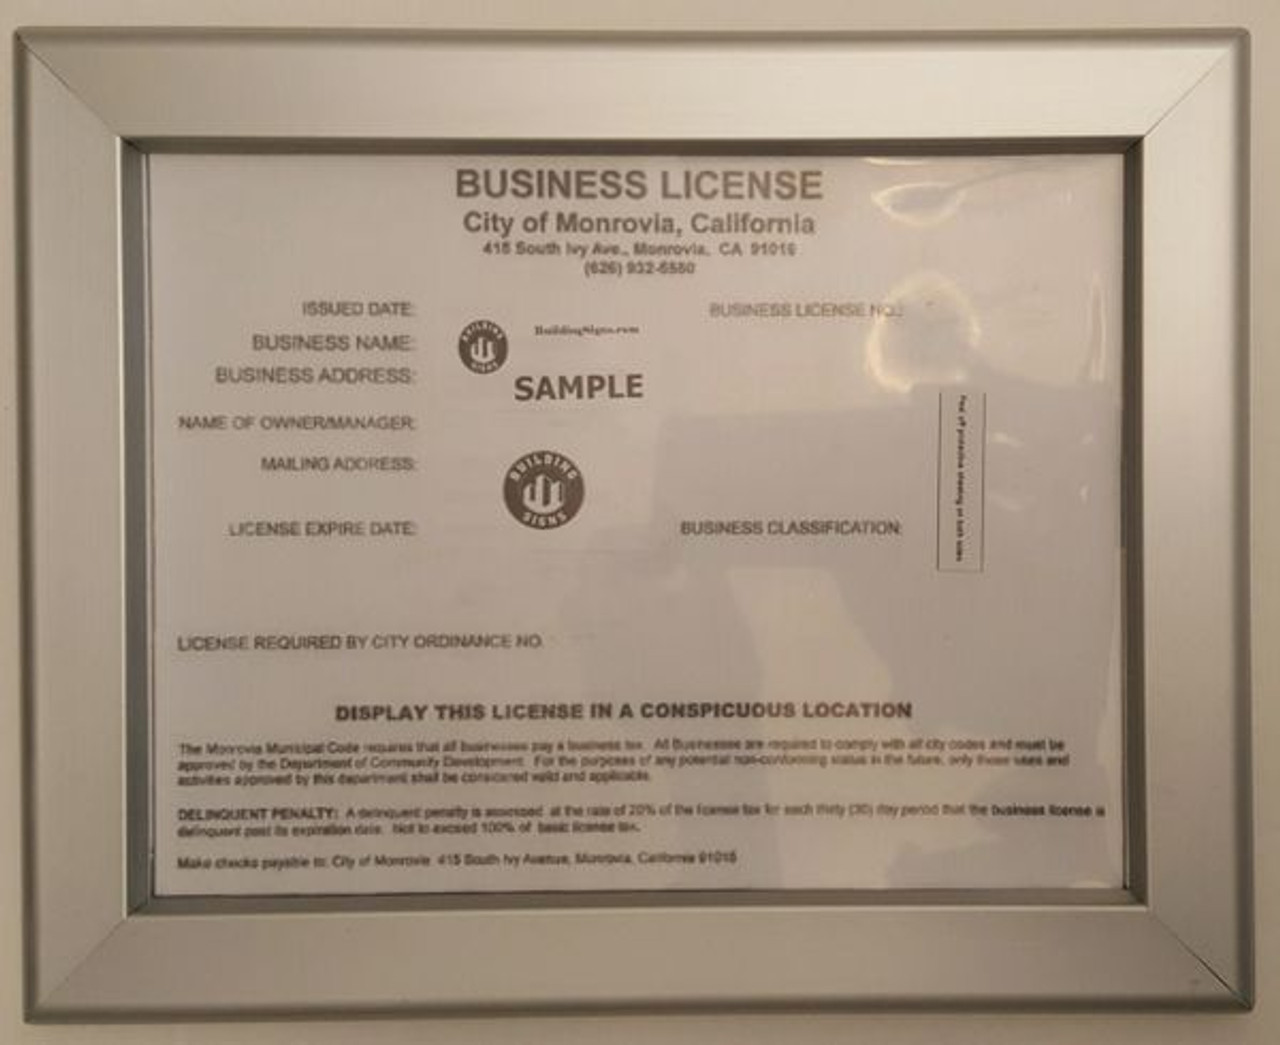 BUSINESS LICENSE
City of Monrovia, California
415 South Ivy Ave., Monrovia, CA 91016
(626) 932-5550
ISSUED DATE:
BUSINESS LICENSE NO.:
BUSINESS NAME:
BUILDING SIGNS
BuildingSigns.com
BUSINESS ADDRESS:
SAMPLE
NAME OF OWNER/MANAGER:
MAILING ADDRESS:
BUILDING SIGNS
LICENSE EXPIRE DATE:
BUSINESS CLASSIFICATION:
Peel off protective sheeting on both sides
LICENSE REQUIRED BY CITY ORDINANCE NO.
DISPLAY THIS LICENSE IN A CONSPICUOUS LOCATION
The Monrovia Municipal Code requires that all businesses pay a business tax. All Businesses are required to comply with all city codes and must be
approved by the Department of Community Development. For the purposes of any potential non-conforming status in the future, only those uses and
activities approved by this department shall be considered valid and applicable.
DELINQUENT PENALTY: A delinquent penalty is assessed at the rate of 20% of the license tax for each thirty (30) day period that the business license is
delinquent past its expiration date. Not to exceed 100% of basic license tax.
Make checks payable to: City of Monrovia 415 South Ivy Avenue, Monrovia, California 91016